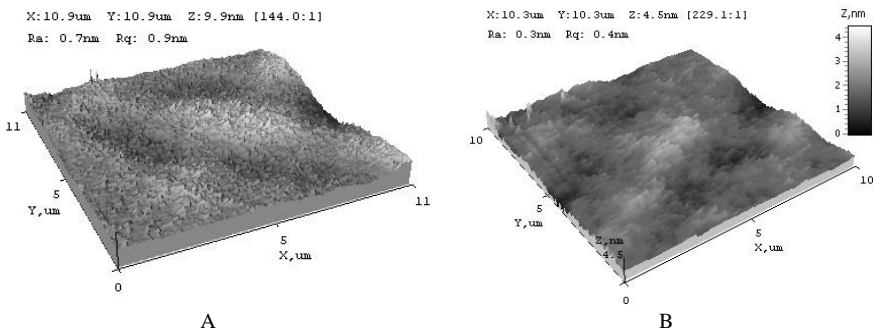 X:10.9um Y:10.9um Z:9.9nm [144.0:1]
Ra: 0.7nm Rq: 0.9nm
11
5
Y,um
0
5
X,um
11
A
X:10.3um Y:10.3um Z:4.5nm [229.1:1]
Ra: 0.3nm Rq: 0.4nm
Z,nm
4
3
2
1
0
10
5
Y,um
Z,nm
4.5
0
5
X,um
10
B